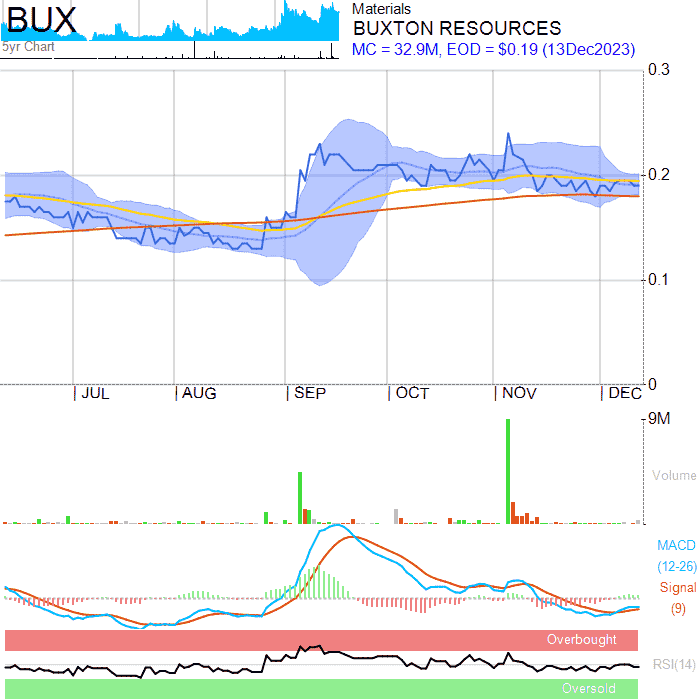 BUX
5yr Chart
Materials
BUXTON RESOURCES
MC = 32.9M, EOD = $0.19 (13Dec2023)
0.3
0.2
0.1
0
JUL AUG SEP OCT NOV DEC
9M
Volume
MACD
(12-26)
Signal
(9)
Overbought
RSI(14)
Oversold